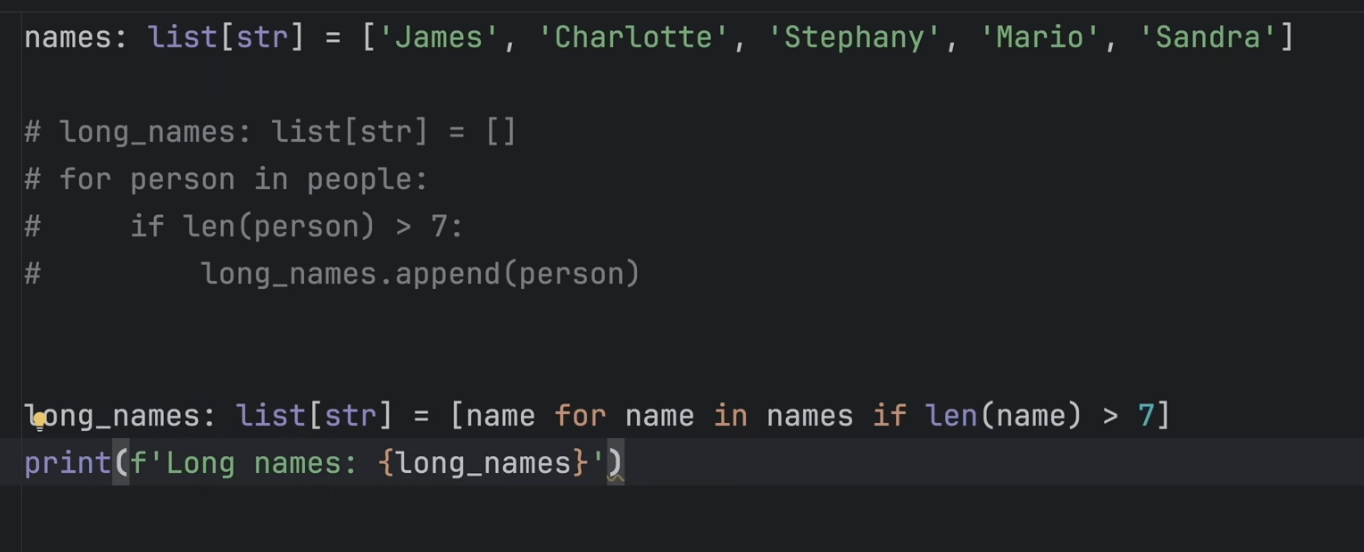 names: list[str] = ['James', 'Charlotte', 'Stephany', 'Mario', 'Sandra']
# long_names: list[str] = []
# for person in people:
#     if len(person) > 7:
#         long_names.append(person)
long_names: list[str] = [name for name in names if len(name) > 7]
print(f'Long names: {long_names}')